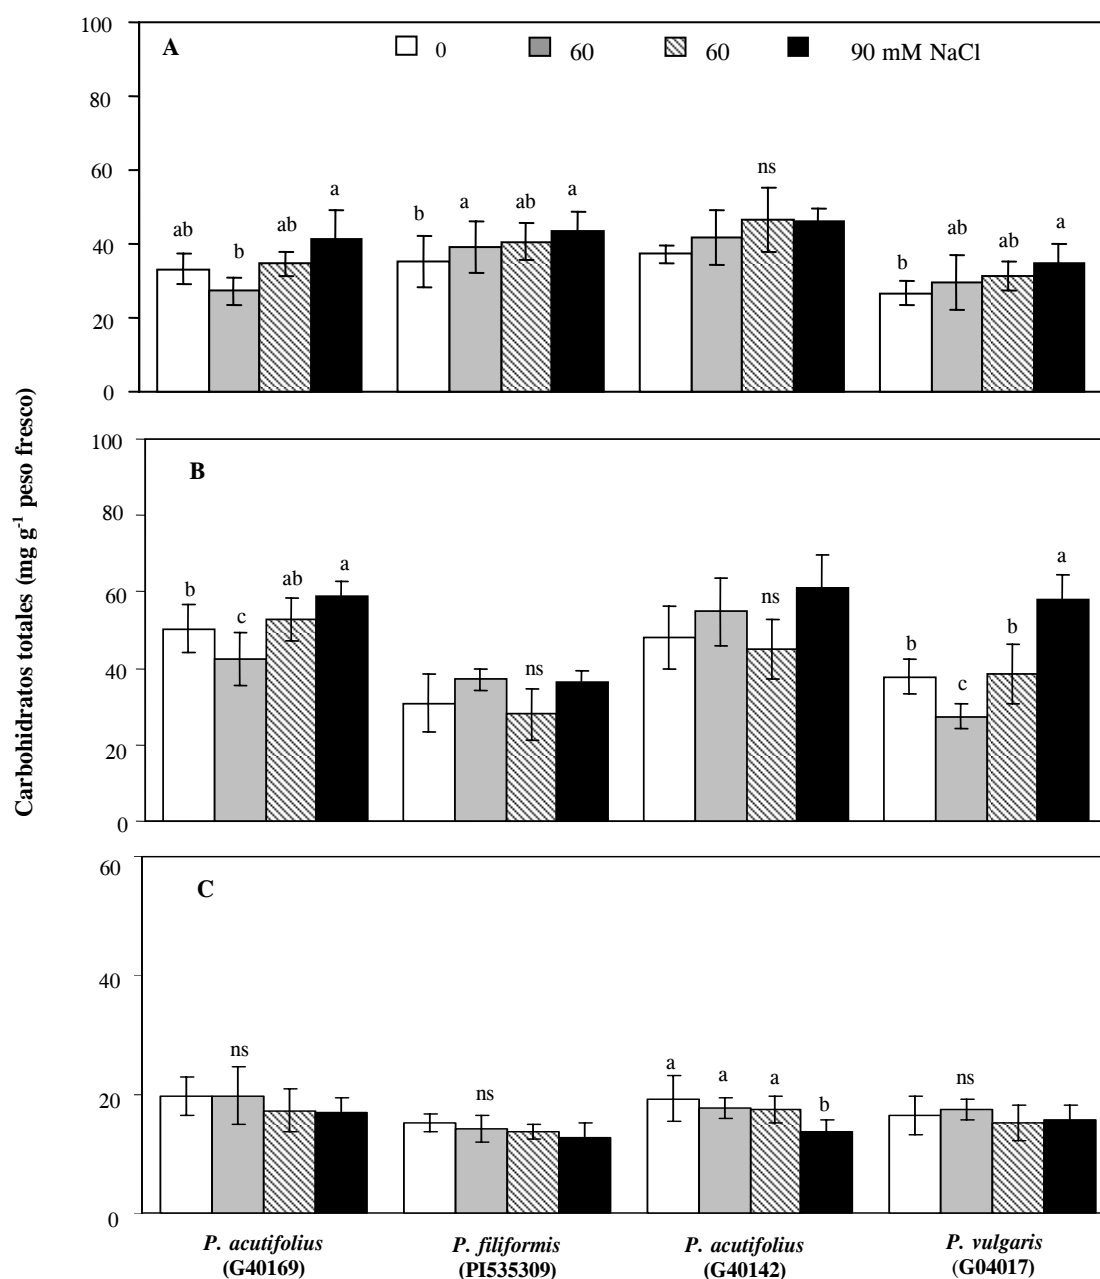 100
A
0
60
60
90 mM NaCl
80
60
40
20
0
ab
b
ab
a
b
a
ab
a
ns
b
ab
ab
a
Carbohidratos totales (mg g⁻¹ peso fresco)
100
B
80
60
40
20
0
b
c
ab
a
ns
ns
b
c
b
a
60
C
40
20
0
ns
ns
a
a
a
b
ns
P. acutifolius
(G40169)
P. filiformis
(PI535309)
P. acutifolius
(G40142)
P. vulgaris
(G04017)